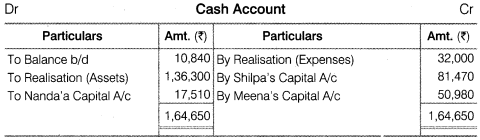 Dr Cash Account Cr
Particulars Amt. (₹) Particulars Amt. (₹)
To Balance b/d 10,840 By Realisation (Expenses) 32,000
To Realisation (Assets) 1,36,300 By Shilpa's Capital A/c 81,470
To Nanda'a Capital A/c 17,510 By Meena's Capital A/c 50,980
1,64,650 1,64,650